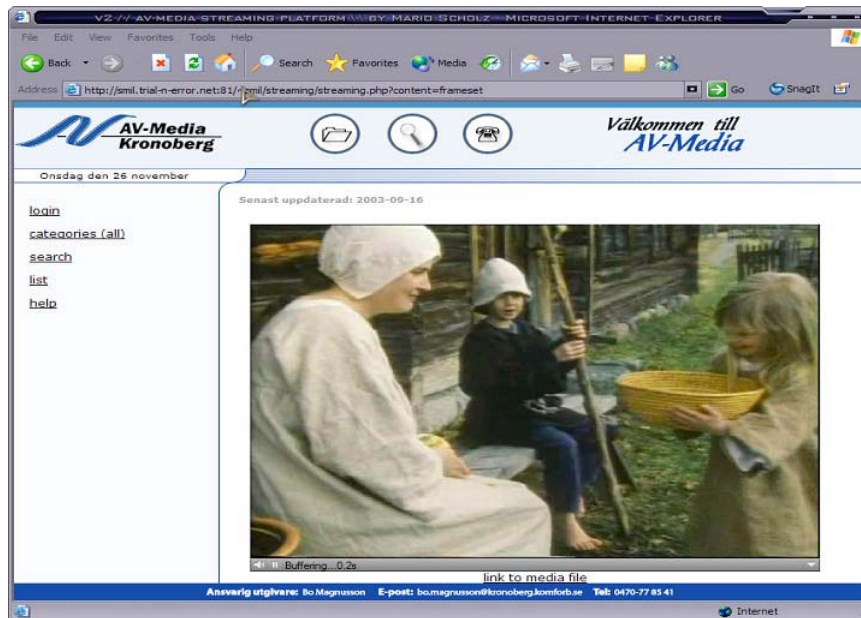 V2 // AV-MEDIA STREAMING PLATFORM \\ BY MARIO SCHOLZ - MICROSOFT INTERNET EXPLORER
File Edit View Favorites Tools Help
Back Search Favorites Media
Address http://smil.trial-n-error.net:81/ /streaming/streaming.php?content=frameset Go SnagIt
AV-Media
Kronoberg
Välkommen till
AV-Media
Onsdag den 26 november
Senast uppdaterad: 2003-09-16
login
categories (all)
search
list
help
Buffering...0.2s
link to media file
Ansvarig utgivare: Bo Magnusson E-post: bo.magnusson@kronoberg.komforb.se Tel: 0470-77 85 41
Internet